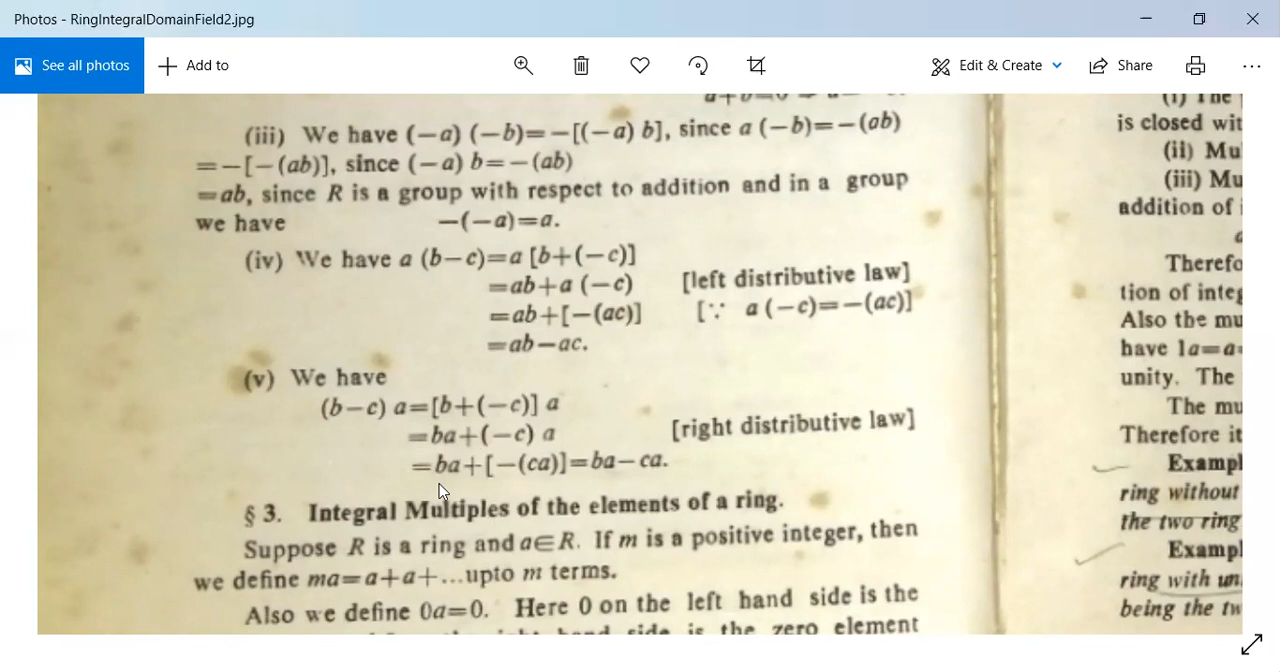 Photos - RingIntegralDomainField2.jpg
See all photos
Add to
Edit & Create
Share
(iii) We have (−a) (−b)=−[(−a) b], since a (−b)=−(ab)
=−[−(ab)], since (−a) b=−(ab)
=ab, since R is a group with respect to addition and in a group
we have −(−a)=a.
(iv) We have a (b−c)=a [b+(−c)]
=ab+a (−c) [left distributive law]
=ab+[−(ac)] [∵ a (−c)=−(ac)]
=ab−ac.
(v) We have
(b−c) a=[b+(−c)] a
=ba+(−c) a [right distributive law]
=ba+[−(ca)]=ba−ca.
§ 3. Integral Multiples of the elements of a ring.
Suppose R is a ring and a∈R. If m is a positive integer, then
we define ma=a+a+...upto m terms.
Also we define 0a=0. Here 0 on the left hand side is the
side is the zero element
(i) The
is closed wit
(ii) Mu
(iii) Mu
addition of
Therefo
tion of integ
Also the mu
have 1a=a
unity. The
The mu
Therefore it
Exampl
ring without
the two ring
Exampl
ring with un
being the tw